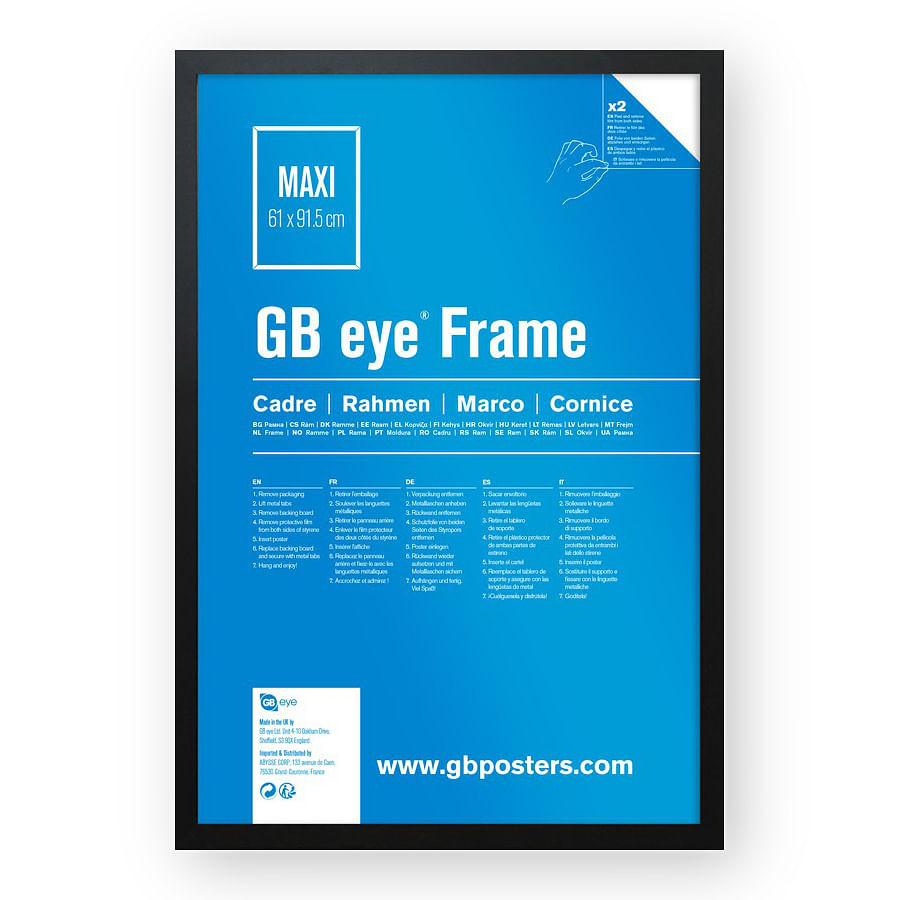 x2
EN Peel and remove
film from both sides
FR Retirer le film des
deux côtés
DE Folie von beiden Seiten
abziehen und entsorgen
ES Despegue y retire el plástico
de ambos lados
IT Sollevare e rimuovere la pellicola
da entrambi i lati
MAXI
61 x 91.5 cm
GB eye® Frame
Cadre | Rahmen | Marco | Cornice
BG Рамка | CS Rám | DK Ramme | EE Raam | EL Κορνίζα | FI Kehys | HR Okvir | HU Keret | LT Rėmas | LV Ietvars | MT Frejm
NL Frame | NO Ramme | PL Rama | PT Moldura | RO Cadru | RS Ram | SE Ram | SK Rám | SL Okvir | UA Рамка
EN
1. Remove packaging
2. Lift metal tabs
3. Remove backing board
4. Remove protective film
from both sides of styrene
5. Insert poster
6. Replace backing board
and secure with metal tabs
7. Hang and enjoy!
FR
1. Retirer l'emballage
2. Soulever les languettes
métalliques
3. Retirer le panneau arrière
4. Enlever le film protecteur
des deux côtés du styrène
5. Insérer l'affiche
6. Replacez le panneau
arrière et fixez-le avec les
languettes métalliques
7. Accrochez et admirez !
DE
1. Verpackung entfernen
2. Metalllaschen anheben
3. Rückwand entfernen
4. Schutzfolie von beiden
Seiten des Styropors
entfernen
5. Poster einlegen
6. Rückwand wieder
aufsetzen und mit
Metalllaschen sichern
7. Aufhängen und fertig.
Viel Spaß!
ES
1. Sacar envoltorio
2. Levantar las lengüetas
metálicas
3. Retire el tablero
de soporte
4. Retire el plástico protector
de ambas partes de
estireno
5. Inserte el cartel
6. Reemplace el tablero de
soporte y asegure con las
lengüetas de metal
7. ¡Cuélguesela y disfrútela!
IT
1. Rimuovere l'imballaggio
2. Sollevare le linguette
metalliche
3. Rimuovere il bordo
di supporto
4. Rimuovere la pellicola
protettiva da entrambi i
lati dello stirene
5. Inserire il poster
6. Sostituire il supporto e
fissare con le linguette
metalliche
7. Goditela!
GB eye
Made in the UK by
GB eye Ltd. Unit 4-10 Oakham Drive,
Sheffield, S3 9QX England
Imported & Distributed by
ABYSSE CORP, 133 avenue de Caen,
76530 Grand-Couronne, France
www.gbposters.com